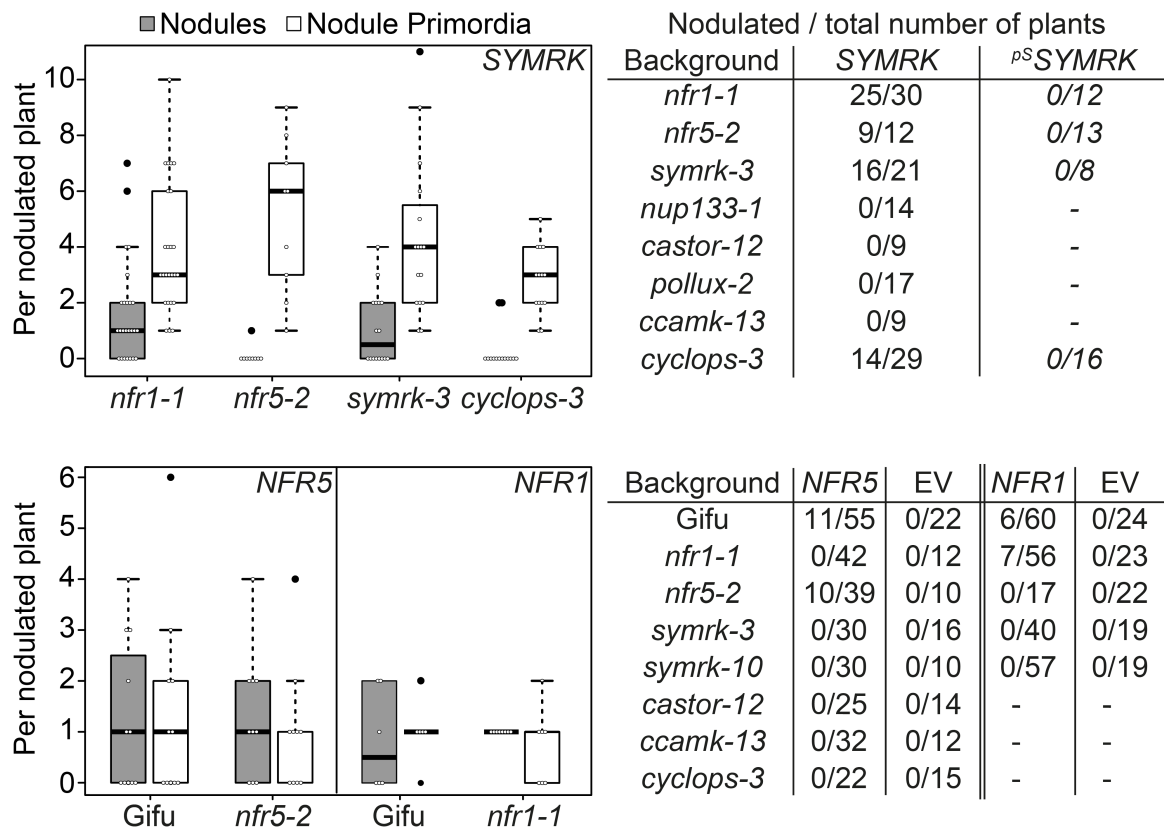 Nodules Nodule Primordia
SYMRK
Per nodulated plant
10
8
6
4
2
0
nfr1-1 nfr5-2 symrk-3 cyclops-3
Nodulated / total number of plants
Background SYMRK pSSYMRK
nfr1-1 25/30 0/12
nfr5-2 9/12 0/13
symrk-3 16/21 0/8
nup133-1 0/14 -
castor-12 0/9 -
pollux-2 0/17 -
ccamk-13 0/9 -
cyclops-3 14/29 0/16
NFR5 NFR1
Per nodulated plant
6
5
4
3
2
1
0
Gifu nfr5-2 Gifu nfr1-1
Background NFR5 EV NFR1 EV
Gifu 11/55 0/22 6/60 0/24
nfr1-1 0/42 0/12 7/56 0/23
nfr5-2 10/39 0/10 0/17 0/22
symrk-3 0/30 0/16 0/40 0/19
symrk-10 0/30 0/10 0/57 0/19
castor-12 0/25 0/14 - -
ccamk-13 0/32 0/12 - -
cyclops-3 0/22 0/15 - -